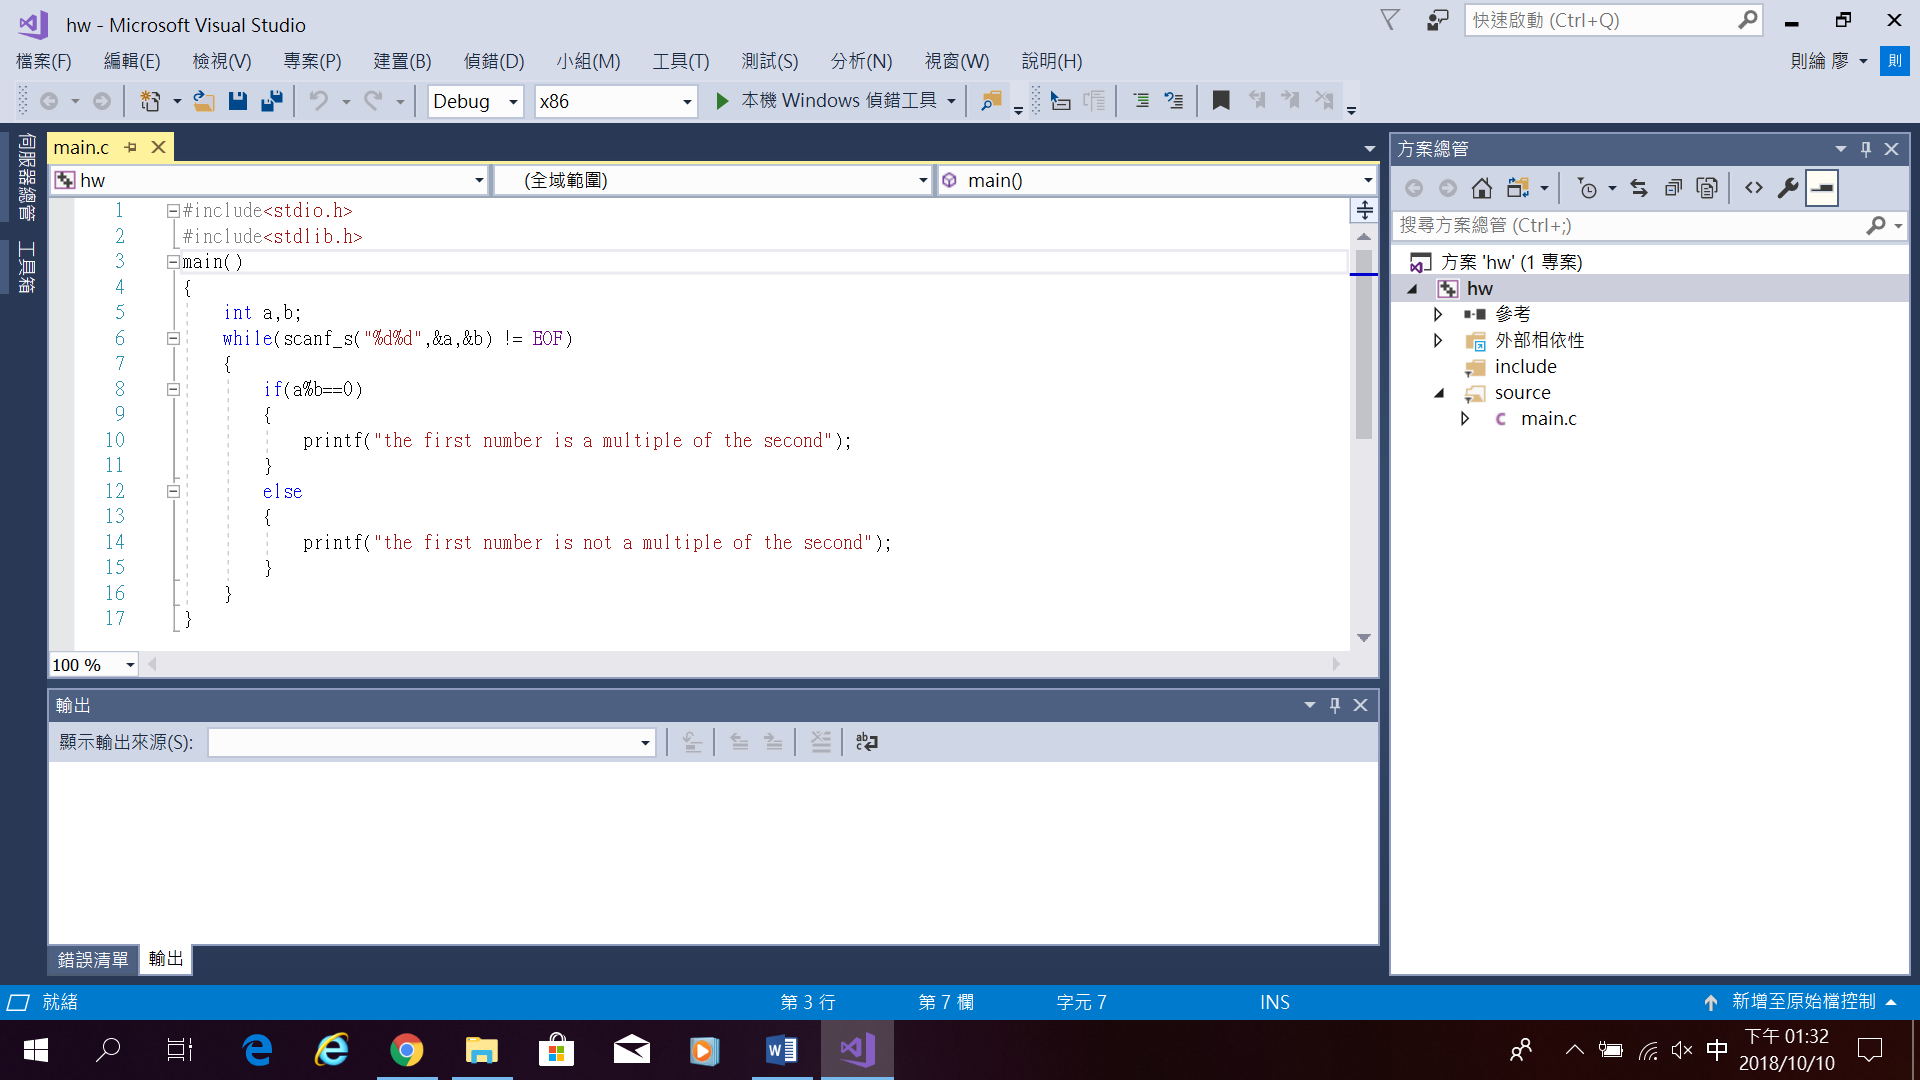 hw - Microsoft Visual Studio
快速啟動 (Ctrl+Q)
檔案(F) 編輯(E) 檢視(V) 專案(P) 建置(B) 偵錯(D) 小組(M) 工具(T) 測試(S) 分析(N) 視窗(W) 說明(H)
則綸 廖 則
Debug x86 本機 Windows 偵錯工具
伺服器總管
工具箱
main.c
hw (全域範圍) main()
1 #include<stdio.h>
2 #include<stdlib.h>
3 main()
4 {
5 int a,b;
6 while(scanf_s("%d%d",&a,&b) != EOF)
7 {
8 if(a%b==0)
9 {
10 printf("the first number is a multiple of the second");
11 }
12 else
13 {
14 printf("the first number is not a multiple of the second");
15 }
16 }
17 }
100 %
輸出
顯示輸出來源(S):
錯誤清單 輸出
方案總管
搜尋方案總管 (Ctrl+;)
方案 'hw' (1 專案)
hw
參考
外部相依性
include
source
main.c
就緒 第 3 行 第 7 欄 字元 7 INS 新增至原始檔控制
中
下午 01:32
2018/10/10